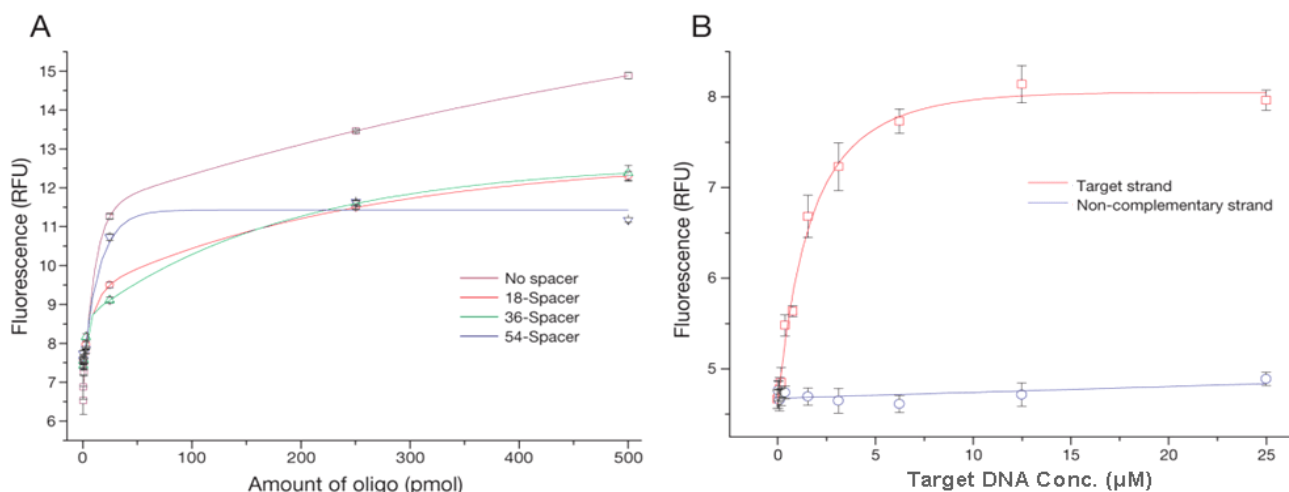 A
Fluorescence (RFU)
15
14
13
12
11
10
9
8
7
6
No spacer
18-Spacer
36-Spacer
54-Spacer
0 100 200 300 400 500
Amount of oligo (pmol)
B
Fluorescence (RFU)
8
7
6
5
Target strand
Non-complementary strand
0 5 10 15 20 25
Target DNA Conc. (µM)